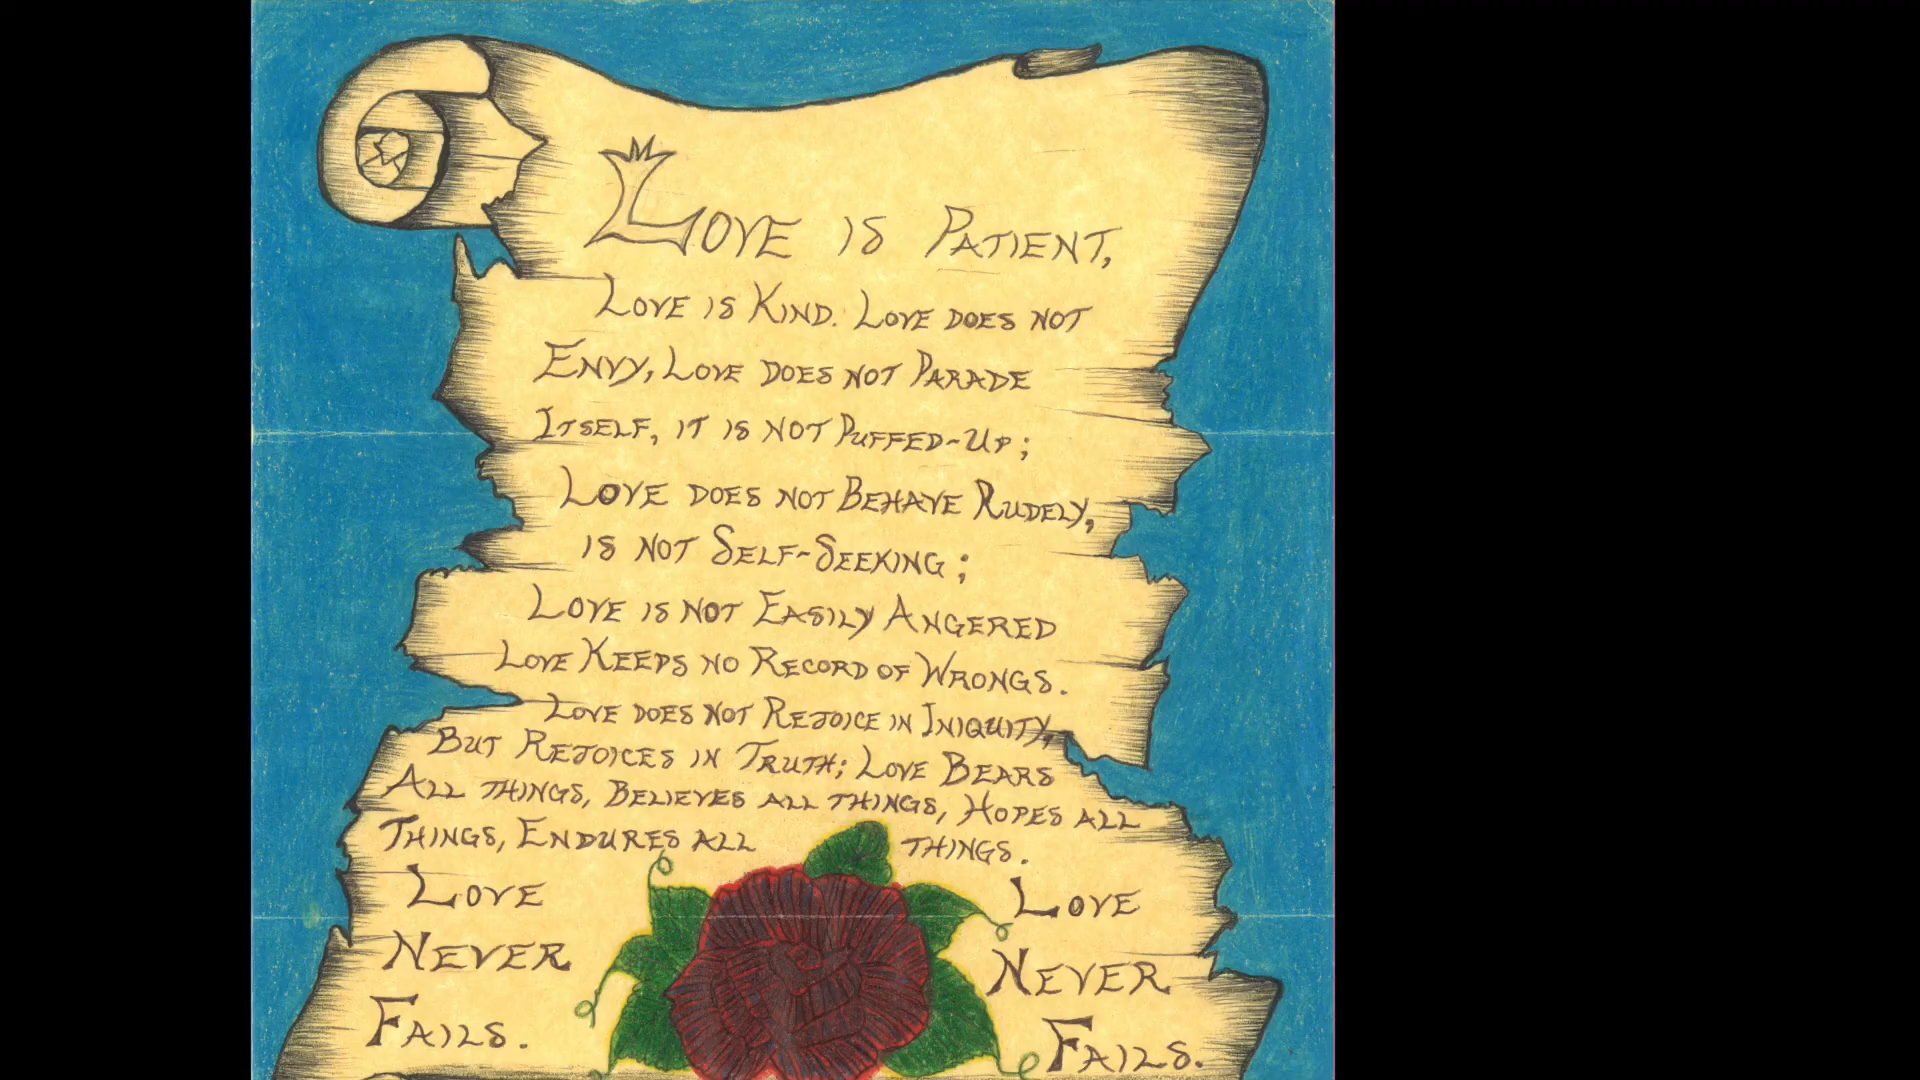 Love is Patient,
Love is Kind. Love does not
Envy, Love does not Parade
Itself, it is not Puffed-Up;
Love does not Behave Rudely,
is not Self-Seeking;
Love is not Easily Angered
Love Keeps no Record of Wrongs.
Love does not Rejoice in Iniquity,
But Rejoices in Truth; Love Bears
All things, Believes all things, Hopes all
Things, Endures all things.
Love
Never
Fails.
Love
Never
Fails.